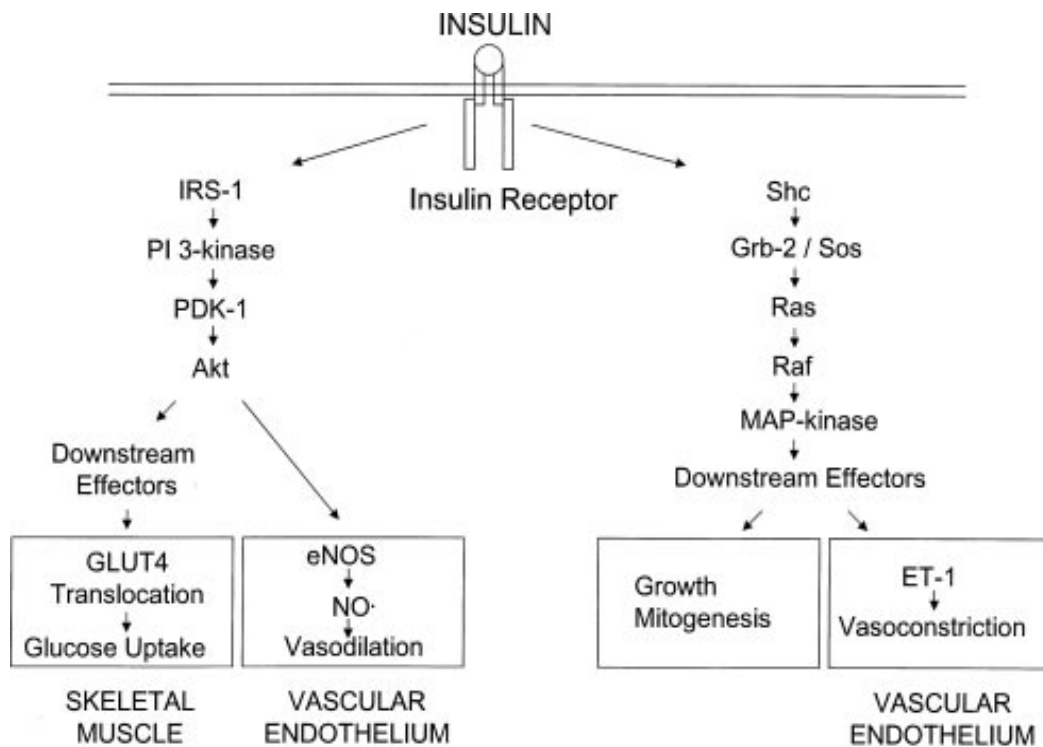 INSULIN
Insulin Receptor
IRS-1
PI 3-kinase
PDK-1
Akt
Downstream
Effectors
GLUT4
Translocation
Glucose Uptake
SKELETAL
MUSCLE
eNOS
NO·
Vasodilation
VASCULAR
ENDOTHELIUM
Shc
Grb-2 / Sos
Ras
Raf
MAP-kinase
Downstream Effectors
Growth
Mitogenesis
ET-1
Vasoconstriction
VASCULAR
ENDOTHELIUM